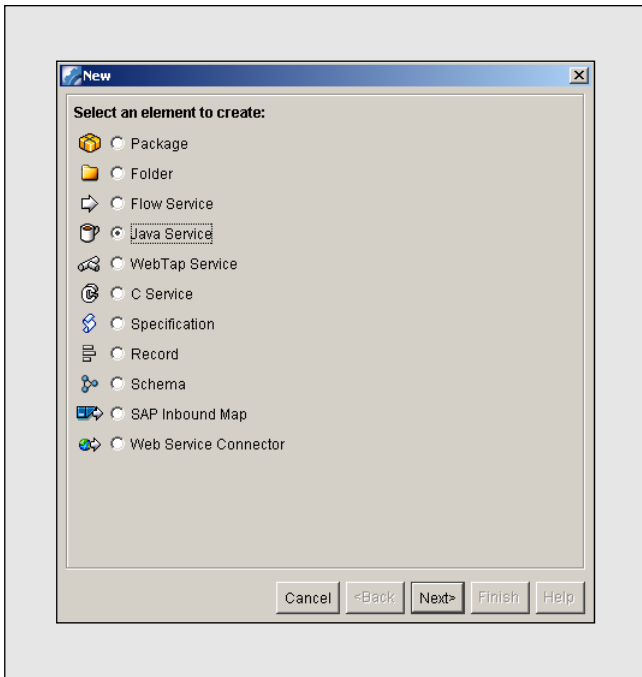 New
Select an element to create:
Package
Folder
Flow Service
Java Service
WebTap Service
C Service
Specification
Record
Schema
SAP Inbound Map
Web Service Connector
Cancel <Back Next> Finish Help